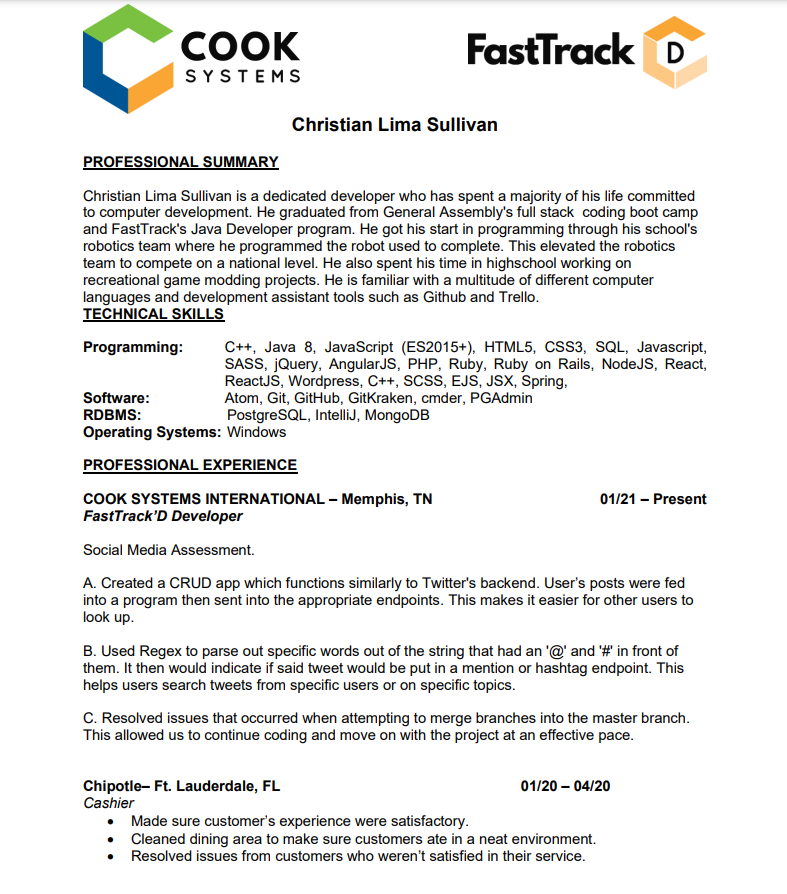 COOK
SYSTEMS
FastTrack D
Christian Lima Sullivan
PROFESSIONAL SUMMARY
Christian Lima Sullivan is a dedicated developer who has spent a majority of his life committed
to computer development. He graduated from General Assembly's full stack  coding boot camp
and FastTrack's Java Developer program. He got his start in programming through his school's
robotics team where he programmed the robot used to complete. This elevated the robotics
team to compete on a national level. He also spent his time in highschool working on
recreational game modding projects. He is familiar with a multitude of different computer
languages and development assistant tools such as Github and Trello.
TECHNICAL SKILLS
Programming: C++, Java 8, JavaScript (ES2015+), HTML5, CSS3, SQL, Javascript,
SASS, jQuery, AngularJS, PHP, Ruby, Ruby on Rails, NodeJS, React,
ReactJS, Wordpress, C++, SCSS, EJS, JSX, Spring,
Software: Atom, Git, GitHub, GitKraken, cmder, PGAdmin
RDBMS: PostgreSQL, IntelliJ, MongoDB
Operating Systems: Windows
PROFESSIONAL EXPERIENCE
COOK SYSTEMS INTERNATIONAL – Memphis, TN 01/21 – Present
FastTrack'D Developer
Social Media Assessment.
A. Created a CRUD app which functions similarly to Twitter's backend. User's posts were fed
into a program then sent into the appropriate endpoints. This makes it easier for other users to
look up.
B. Used Regex to parse out specific words out of the string that had an '@' and '#' in front of
them. It then would indicate if said tweet would be put in a mention or hashtag endpoint. This
helps users search tweets from specific users or on specific topics.
C. Resolved issues that occurred when attempting to merge branches into the master branch.
This allowed us to continue coding and move on with the project at an effective pace.
Chipotle– Ft. Lauderdale, FL 01/20 – 04/20
Cashier
• Made sure customer's experience were satisfactory.
• Cleaned dining area to make sure customers ate in a neat environment.
• Resolved issues from customers who weren't satisfied in their service.